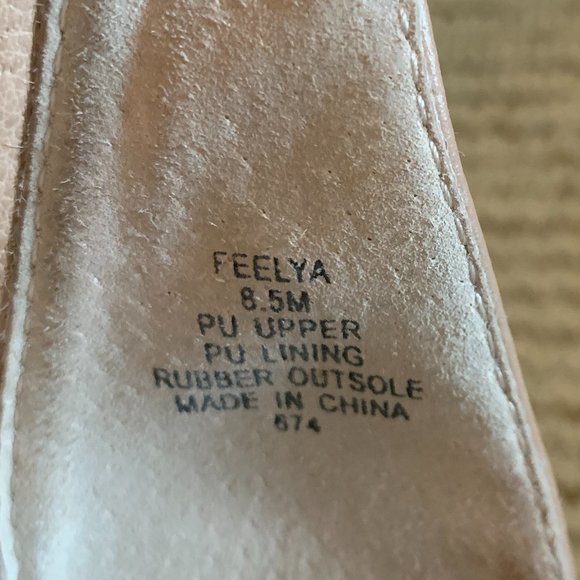 FEELYA
8.5M
PU UPPER
PU LINING
RUBBER OUTSOLE
MADE IN CHINA
674